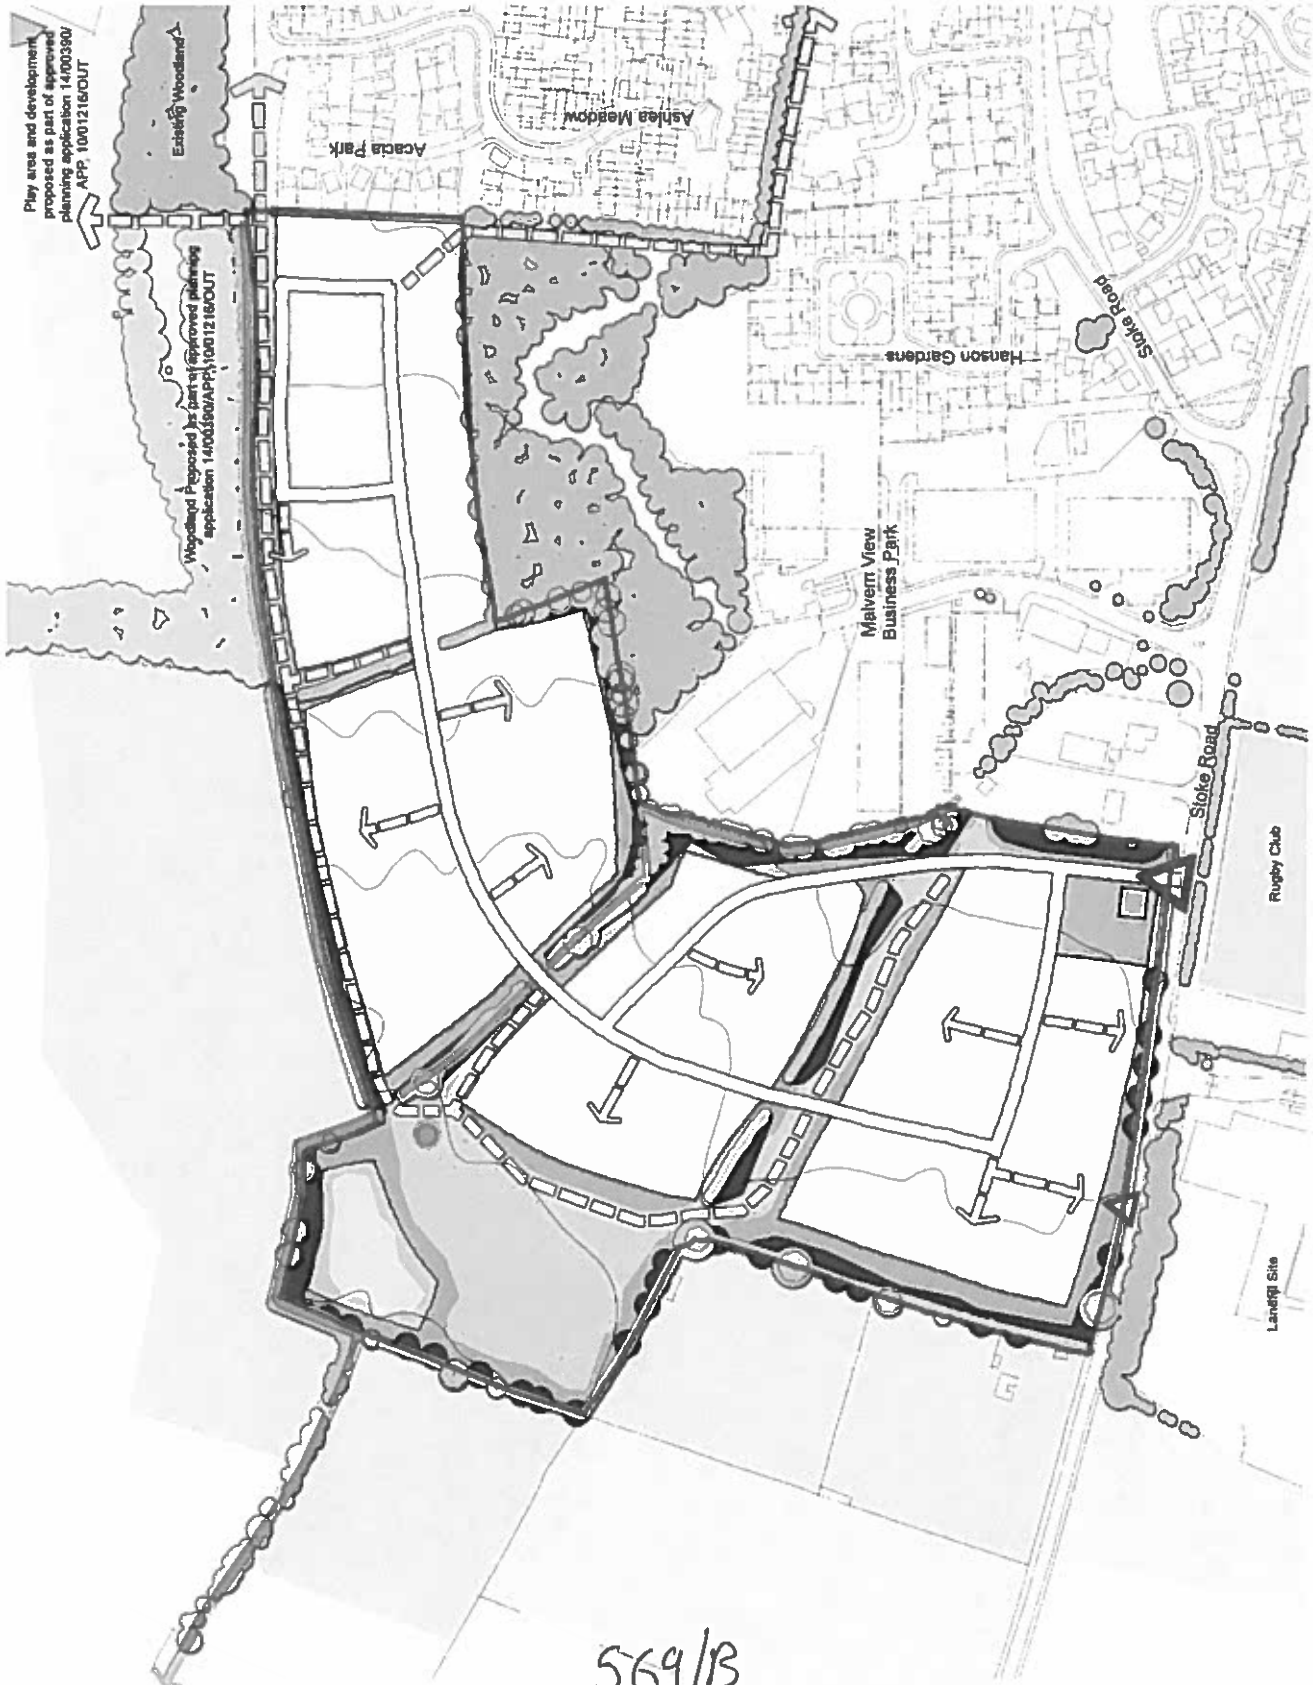 Play area and development
proposed as part of approved
planning application 14/00390/
APP, 10/01216/OUT
Existing Woodland
Woodland Proposed as part of approved planning
application 14/00390/APP, 10/01216/OUT
Acacia Park
Ashlea Meadow
Hanson Gardens
Stoke Road
Malvern View
Business Park
Stoke Road
Rugby Club
Landfill Site
569/B